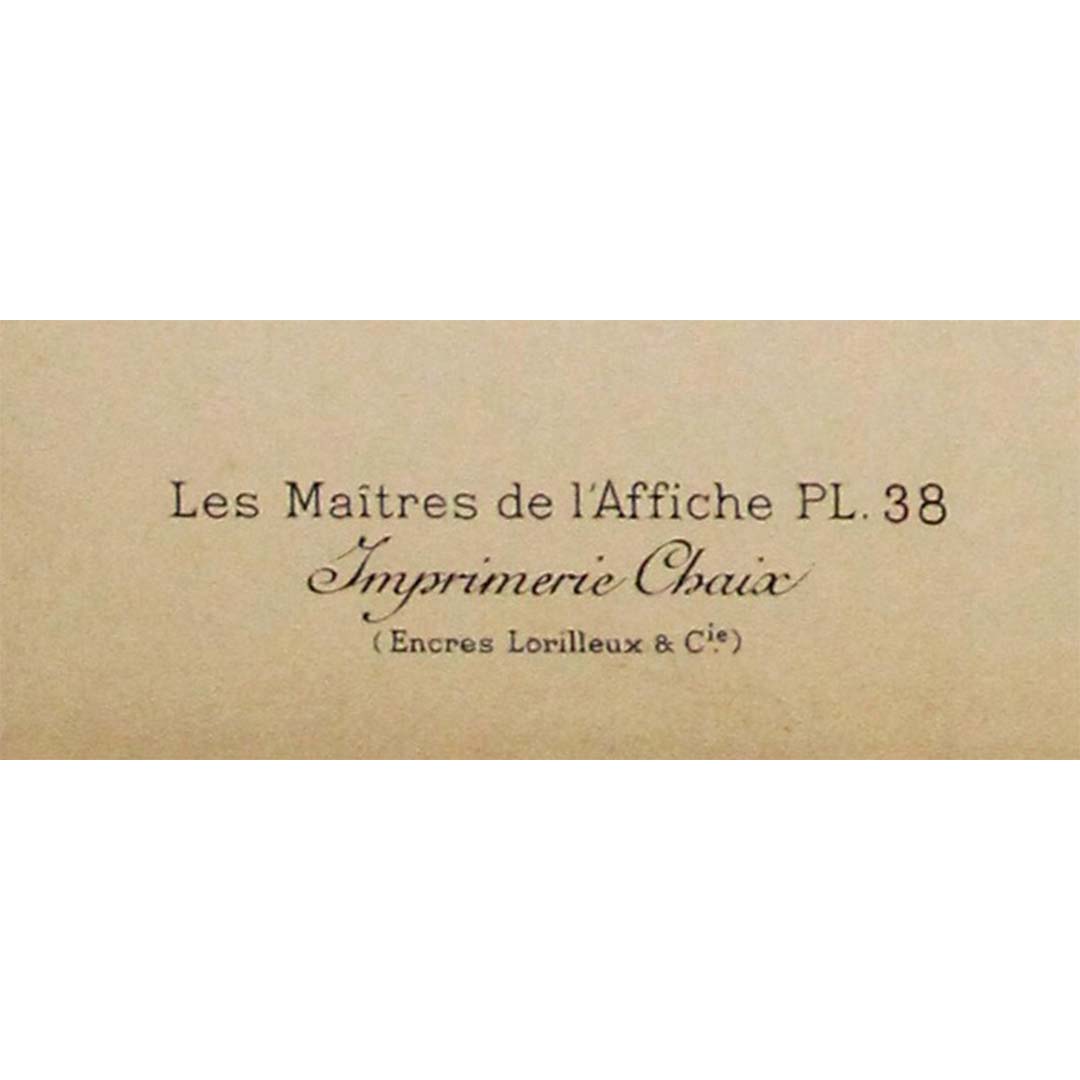 Les Maîtres de l'Affiche PL. 38
Imprimerie Chaix
(Encres Lorilleux & Cie.)